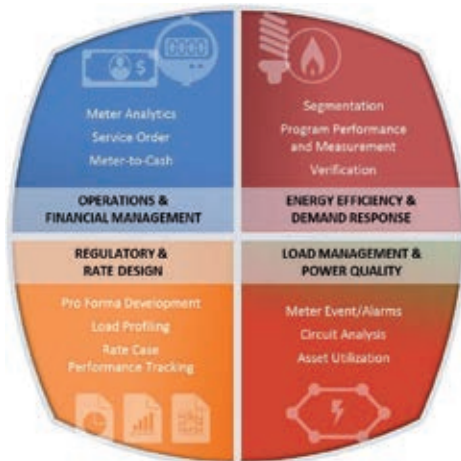 $
0000
Meter Analytics
Service Order
Meter-to-Cash
OPERATIONS &
FINANCIAL MANAGEMENT
Segmentation
Program Performance
and Measurement
Verification
ENERGY EFFICIENCY &
DEMAND RESPONSE
REGULATORY &
RATE DESIGN
Pro Forma Development
Load Profiling
Rate Case
Performance Tracking
LOAD MANAGEMENT &
POWER QUALITY
Meter Event/Alarms
Circuit Analysis
Asset Utilization